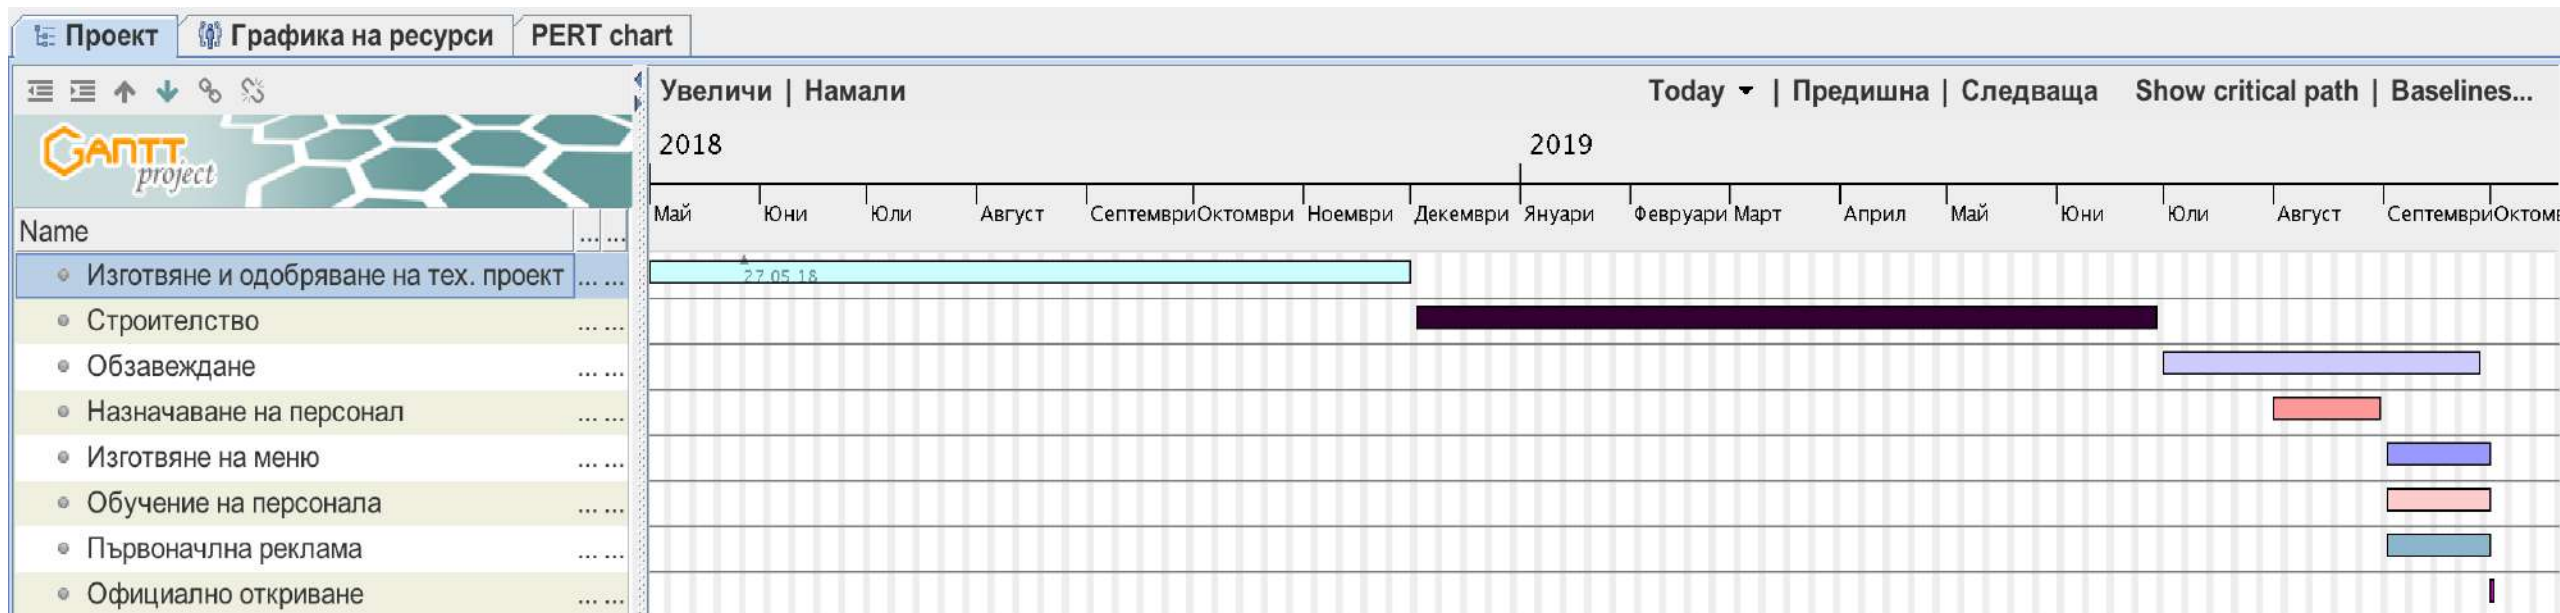 Проект Графика на ресурси PERT chart
Увеличи | Намали Today | Предишна | Следваща Show critical path | Baselines...
GANTT project
2018 2019
Май Юни Юли Август Септември Октомври Ноември Декември Януари Февруари Март Април Май Юни Юли Август Септември Октом
Name ... ...
Изготвяне и одобряване на тех. проект ... ...
27.05.18
Строителство ... ...
Обзавеждане ... ...
Назначаване на персонал ... ...
Изготвяне на меню ... ...
Обучение на персонала ... ...
Първоначлна реклама ... ...
Официално откриване ... ...